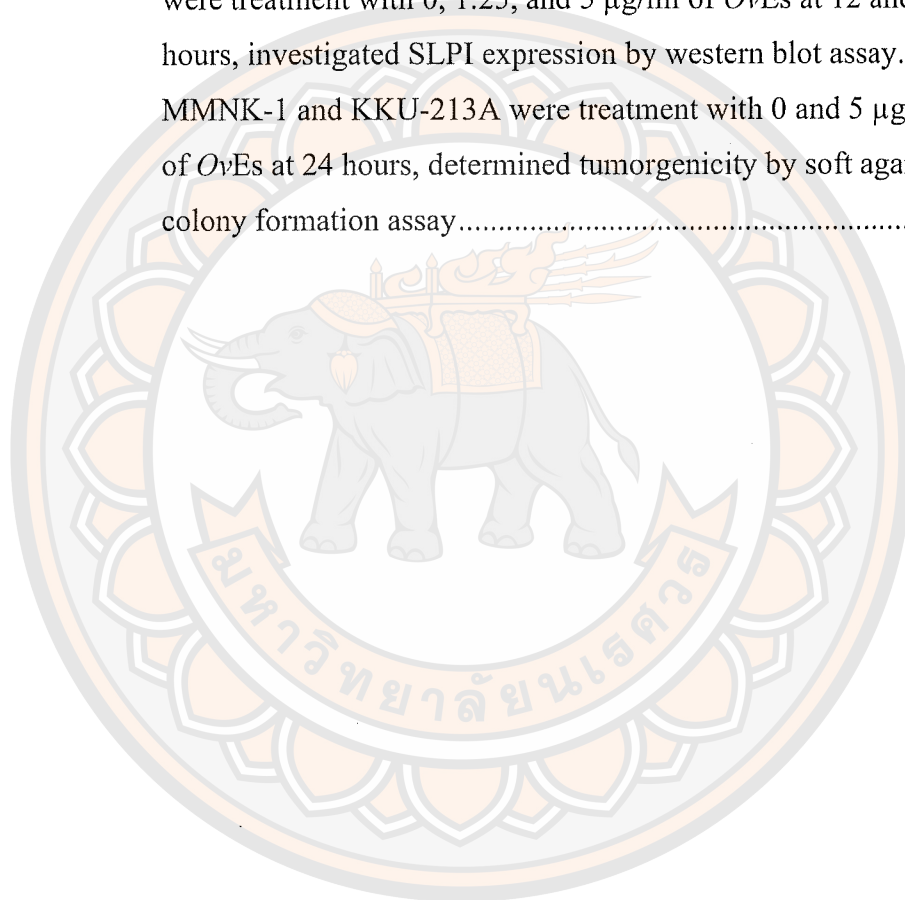 were treatment with 0, 1.25, and 5 µg/ml of OvEs at 12 and
hours, investigated SLPI expression by western blot assay.
MMNK-1 and KKU-213A were treatment with 0 and 5 µg
of OvEs at 24 hours, determined tumorgenicity by soft aga
colony formation assay..........................................................
มหาวิทยาลัยนเรศวร